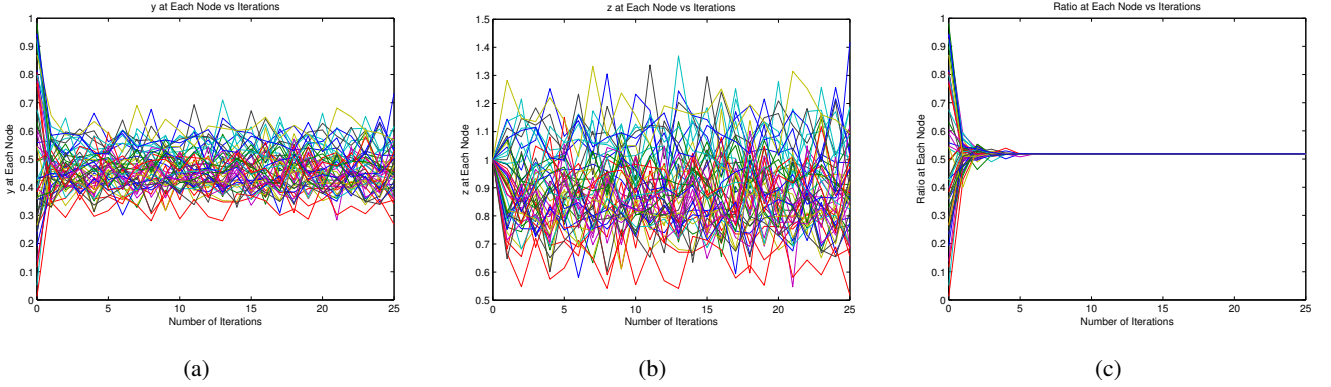 y at Each Node vs Iterations
1
0.9
0.8
0.7
0.6
0.5
0.4
0.3
0.2
0.1
0
y at Each Node
0 5 10 15 20 25
Number of Iterations
(a)
z at Each Node vs Iterations
1.5
1.4
1.3
1.2
1.1
1
0.9
0.8
0.7
0.6
0.5
z at Each Node
0 5 10 15 20 25
Number of Iterations
(b)
Ratio at Each Node vs Iterations
1
0.9
0.8
0.7
0.6
0.5
0.4
0.3
0.2
0.1
0
Ratio at Each Node
0 5 10 15 20 25
Number of Iterations
(c)